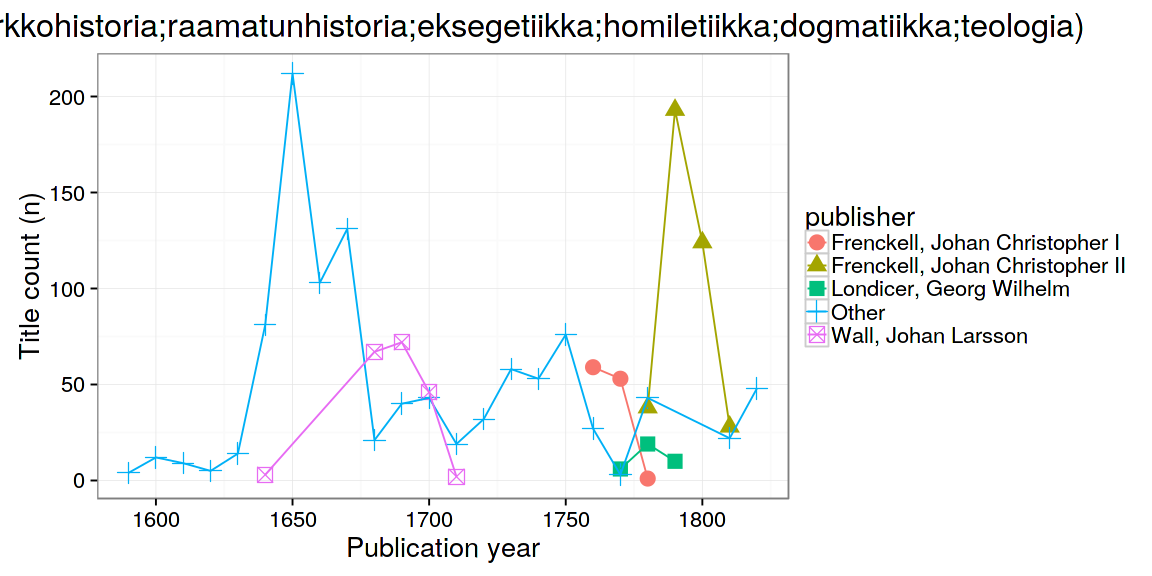 rkkohistoria;raamatunhistoria;eksegetiikka;homiletiikka;dogmatiikka;teologia)
200
150
100
50
0
Title count (n)
1600 1650 1700 1750 1800
Publication year
publisher
Frenckell, Johan Christopher I
Frenckell, Johan Christopher II
Londicer, Georg Wilhelm
Other
Wall, Johan Larsson